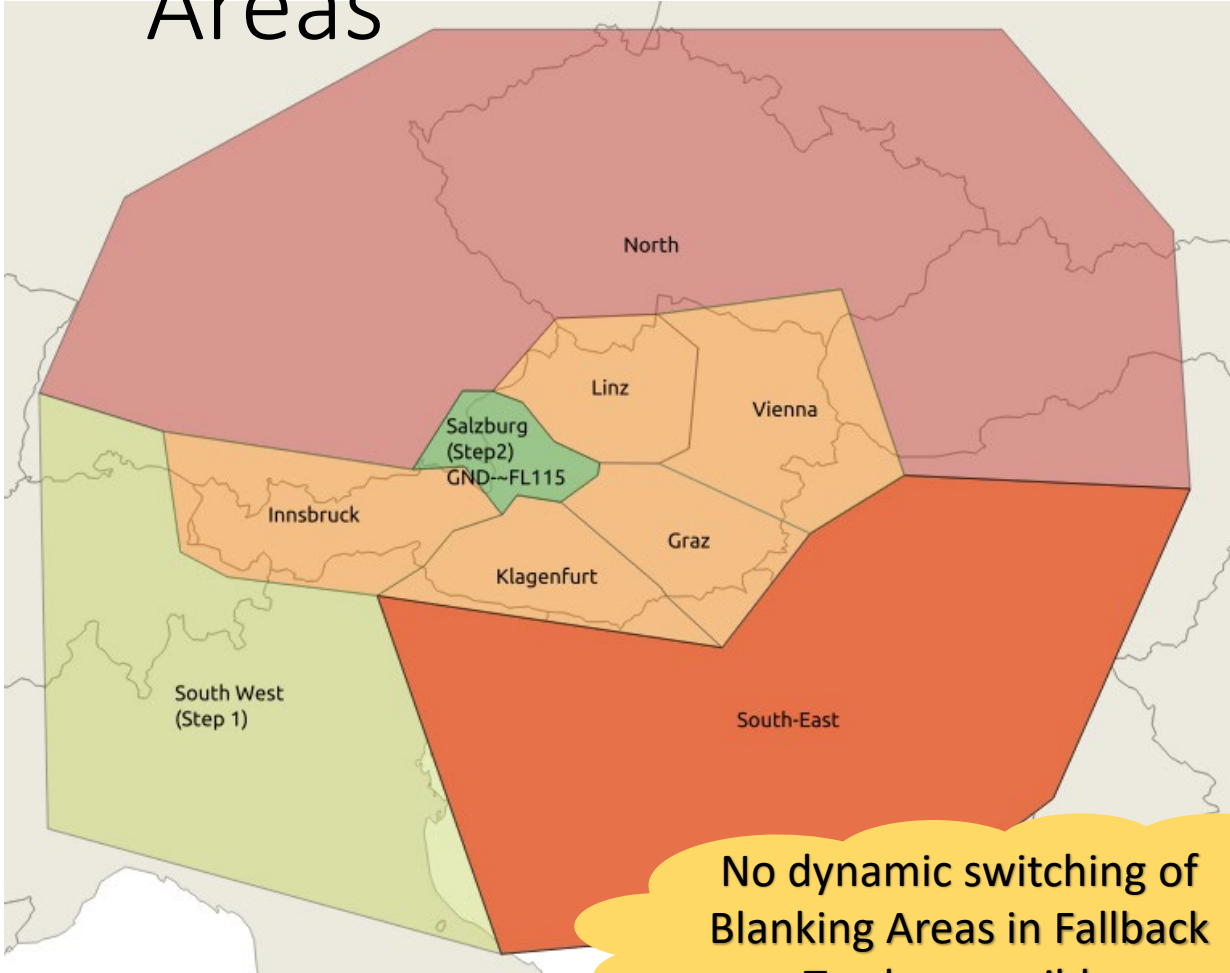 Areas
North
Linz
Vienna
Salzburg
(Step2)
GND-~FL115
Innsbruck
Graz
Klagenfurt
South West
(Step 1)
South-East
No dynamic switching of
Blanking Areas in Fallback